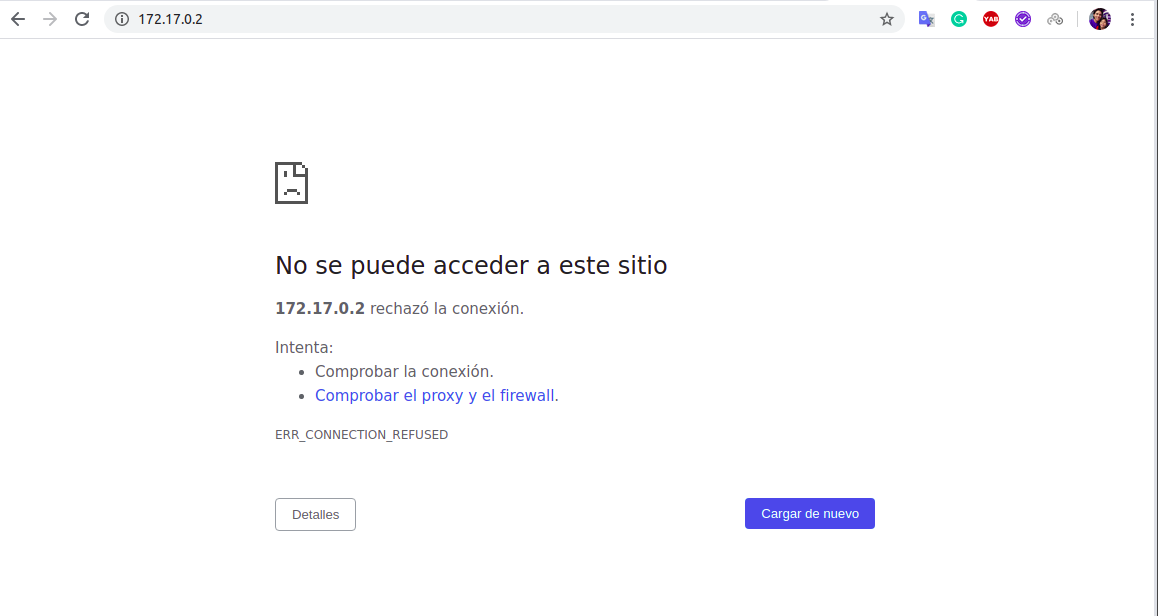 172.17.0.2
YAB
No se puede acceder a este sitio
172.17.0.2 rechazó la conexión.
Intenta:
Comprobar la conexión.
Comprobar el proxy y el firewall.
ERR_CONNECTION_REFUSED
Detalles
Cargar de nuevo